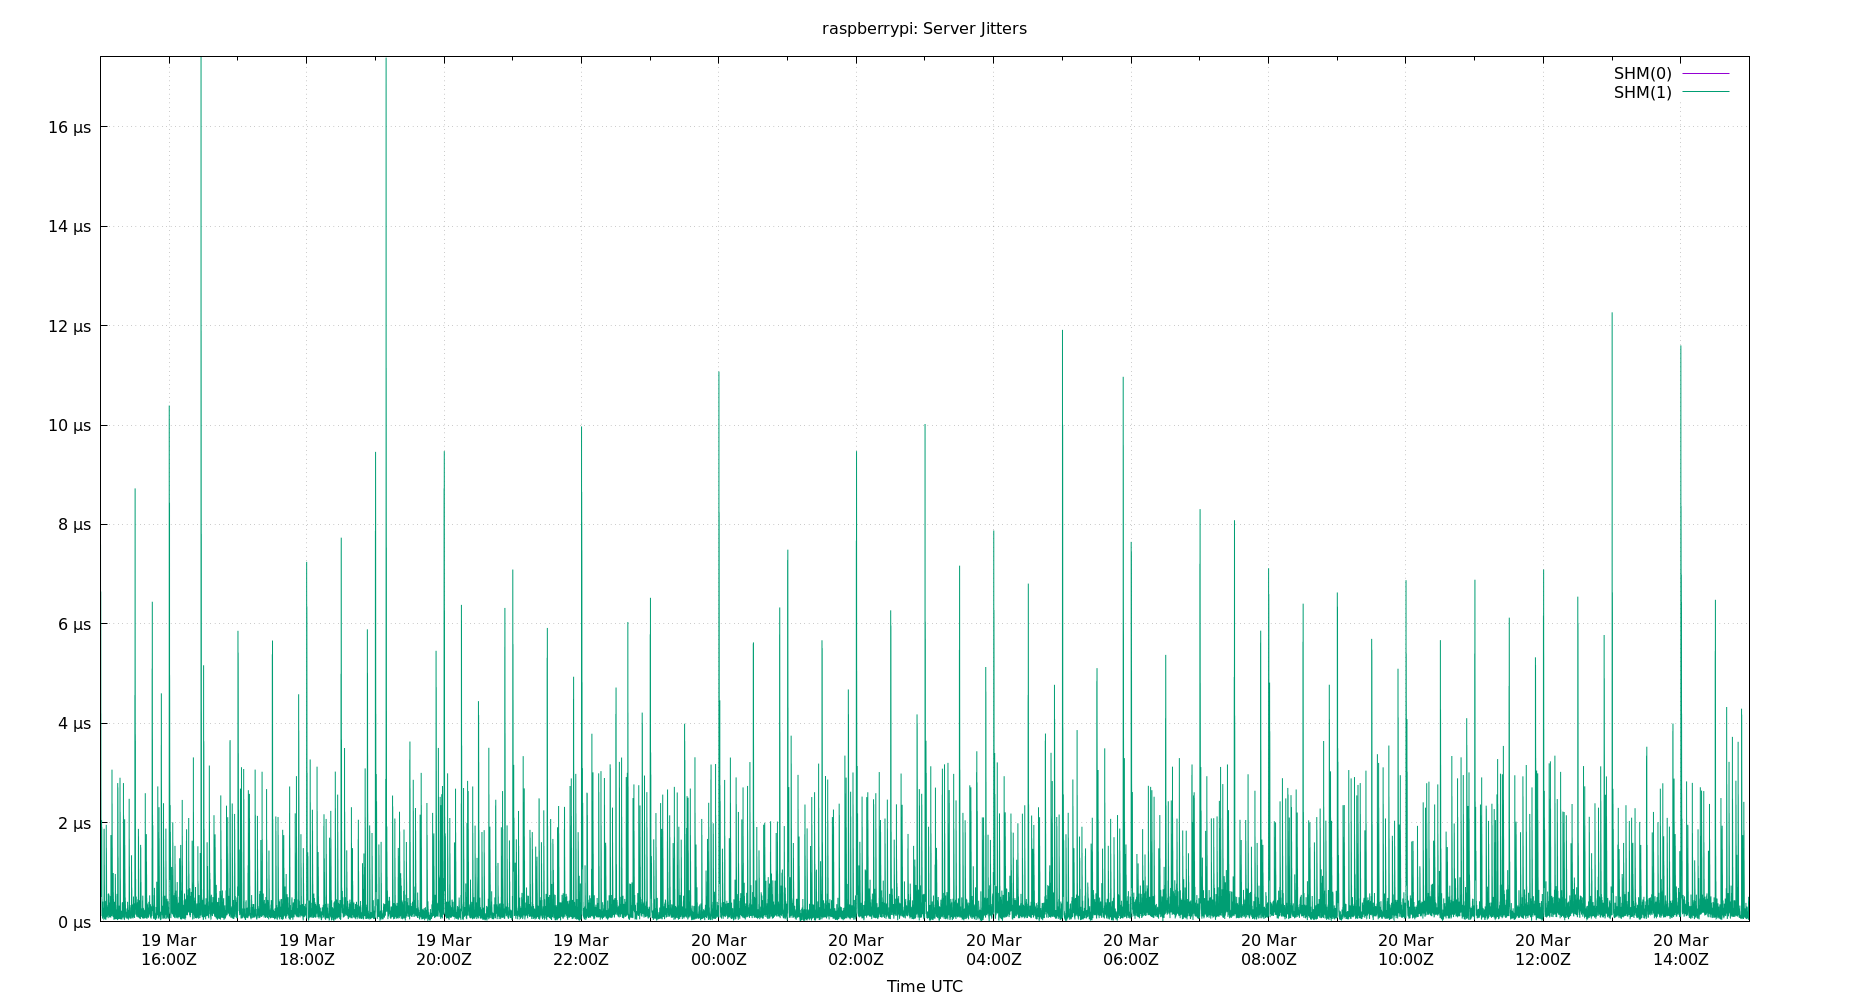 raspberrypi: Server Jitters
SHM(0)
SHM(1)
16 µs
14 µs
12 µs
10 µs
8 µs
6 µs
4 µs
2 µs
0 µs
19 Mar 19 Mar 19 Mar 19 Mar 20 Mar 20 Mar 20 Mar 20 Mar 20 Mar 20 Mar 20 Mar 20 Mar
16:00Z 18:00Z 20:00Z 22:00Z 00:00Z 02:00Z 04:00Z 06:00Z 08:00Z 10:00Z 12:00Z 14:00Z
Time UTC